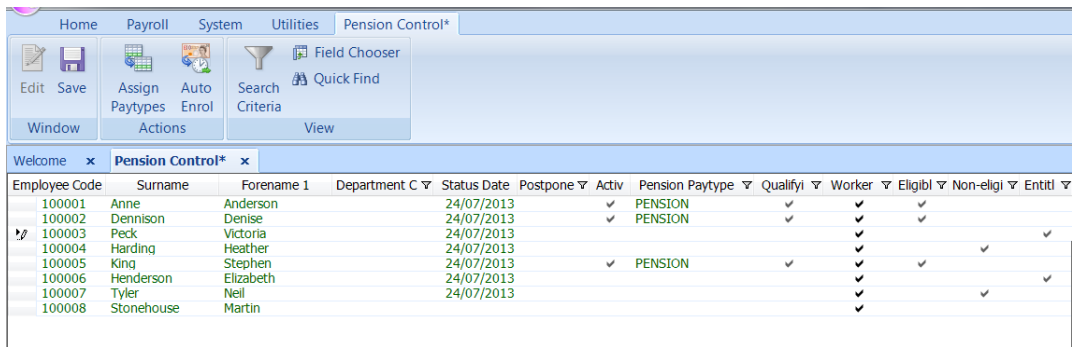 Home Payroll System Utilities Pension Control*
Field Chooser
Quick Find
Edit Save Assign Auto Search
Paytypes Enrol Criteria
Window Actions View
Welcome x Pension Control* x
Employee Code Surname Forename 1 Department C Status Date Postpone Activ Pension Paytype Qualifyi Worker Eligibl Non-eligi Entitl
100001 Anne Anderson 24/07/2013 PENSION
100002 Dennison Denise 24/07/2013 PENSION
100003 Peck Victoria 24/07/2013
100004 Harding Heather 24/07/2013
100005 King Stephen 24/07/2013 PENSION
100006 Henderson Elizabeth 24/07/2013
100007 Tyler Neil 24/07/2013
100008 Stonehouse Martin